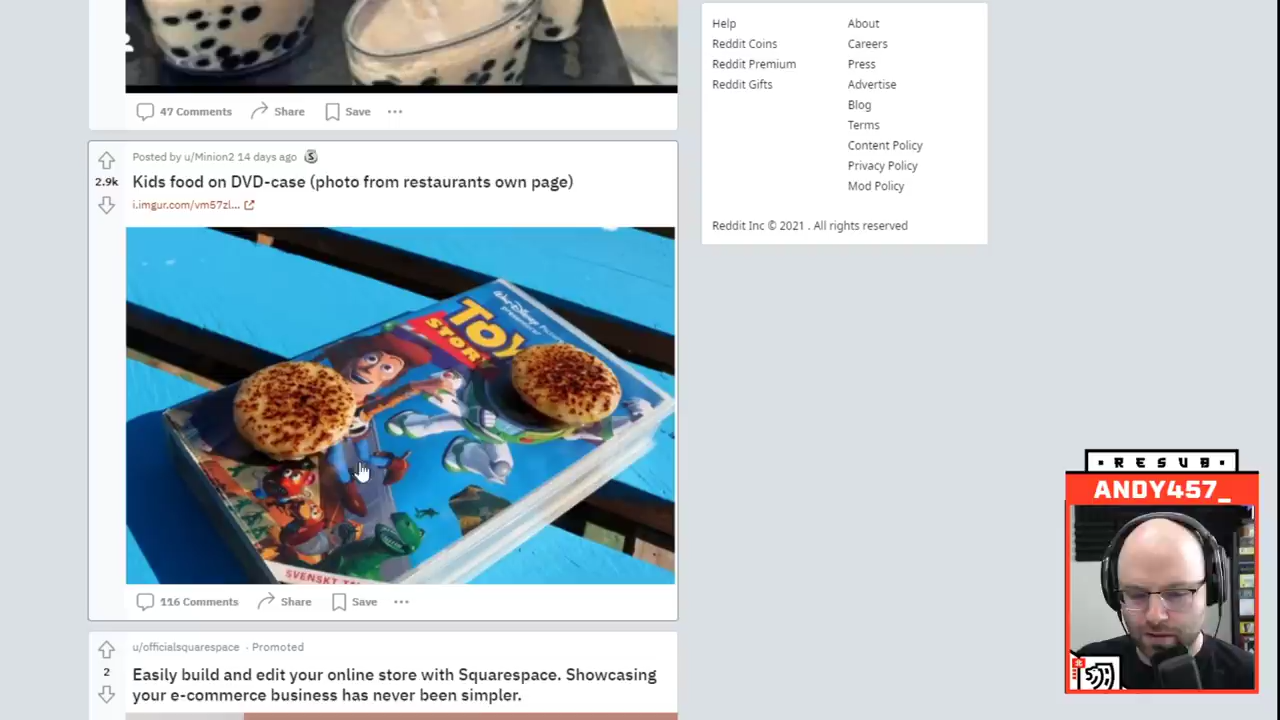 47 Comments
Share
Save
Posted by u/Minion2 14 days ago
2.9k
Kids food on DVD-case (photo from restaurants own page)
i.imgur.com/vm57zl...
Walt Disney
TOY
STORY
SVENSKT
116 Comments
Share
Save
u/officialsquarespace · Promoted
2
Easily build and edit your online store with Squarespace. Showcasing
your e-commerce business has never been simpler.
Help
About
Reddit Coins
Careers
Reddit Premium
Press
Reddit Gifts
Advertise
Blog
Terms
Content Policy
Privacy Policy
Mod Policy
Reddit Inc © 2021 . All rights reserved
· RESUB ·
ANDY457_